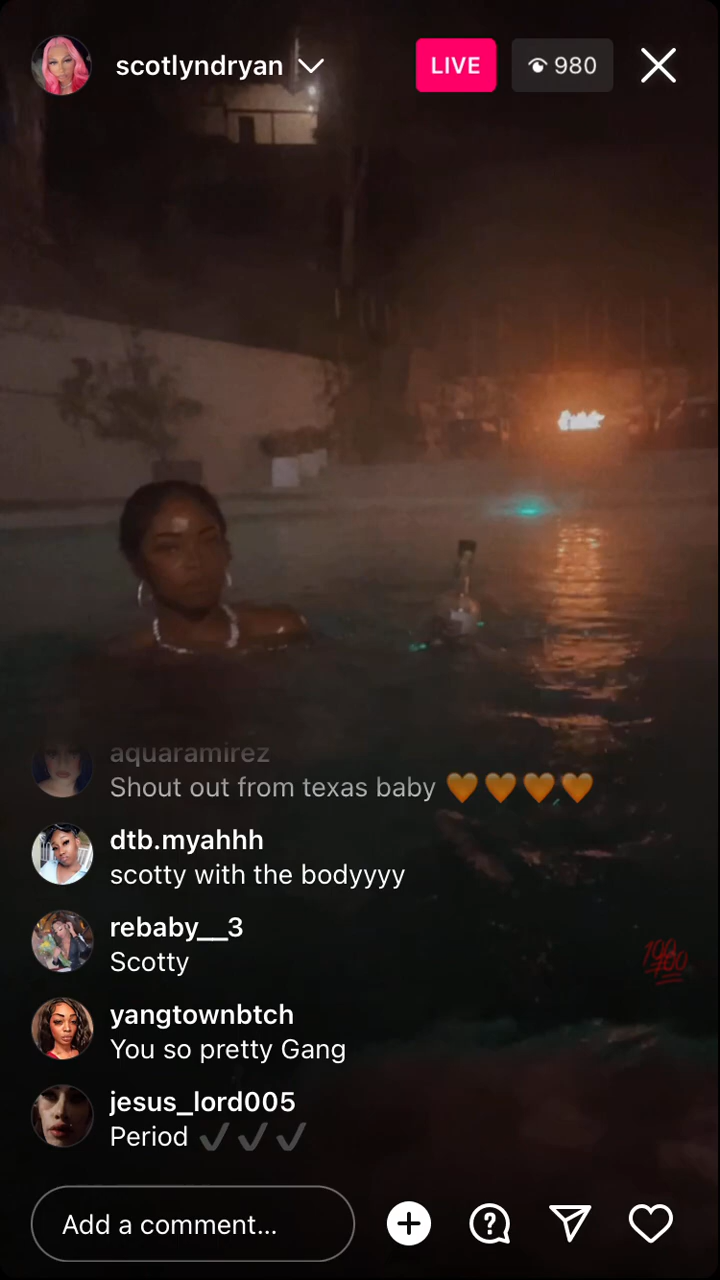 scotlyndryan
LIVE
980
aquaramirez
Shout out from texas baby 🧡🧡🧡🧡
dtb.myahhh
scotty with the bodyyyy
rebaby__3
Scotty
💯
yangtownbtch
You so pretty Gang
jesus_lord005
Period ✔️✔️✔️
Add a comment...